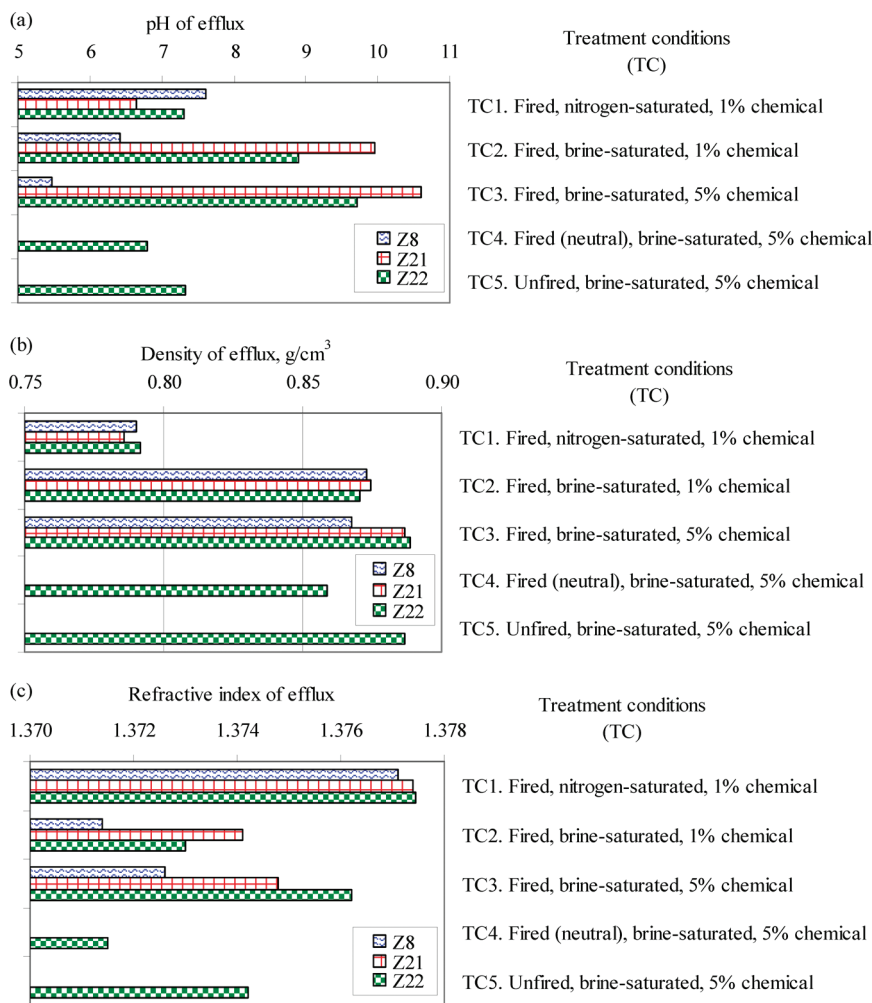 (a)
pH of efflux
5 6 7 8 9 10 11
Treatment conditions
(TC)
TC1. Fired, nitrogen-saturated, 1% chemical
TC2. Fired, brine-saturated, 1% chemical
TC3. Fired, brine-saturated, 5% chemical
TC4. Fired (neutral), brine-saturated, 5% chemical
TC5. Unfired, brine-saturated, 5% chemical
Z8
Z21
Z22
(b)
Density of efflux, g/cm³
0.75 0.80 0.85 0.90
Treatment conditions
(TC)
TC1. Fired, nitrogen-saturated, 1% chemical
TC2. Fired, brine-saturated, 1% chemical
TC3. Fired, brine-saturated, 5% chemical
TC4. Fired (neutral), brine-saturated, 5% chemical
TC5. Unfired, brine-saturated, 5% chemical
Z8
Z21
Z22
(c)
Refractive index of efflux
1.370 1.372 1.374 1.376 1.378
Treatment conditions
(TC)
TC1. Fired, nitrogen-saturated, 1% chemical
TC2. Fired, brine-saturated, 1% chemical
TC3. Fired, brine-saturated, 5% chemical
TC4. Fired (neutral), brine-saturated, 5% chemical
TC5. Unfired, brine-saturated, 5% chemical
Z8
Z21
Z22